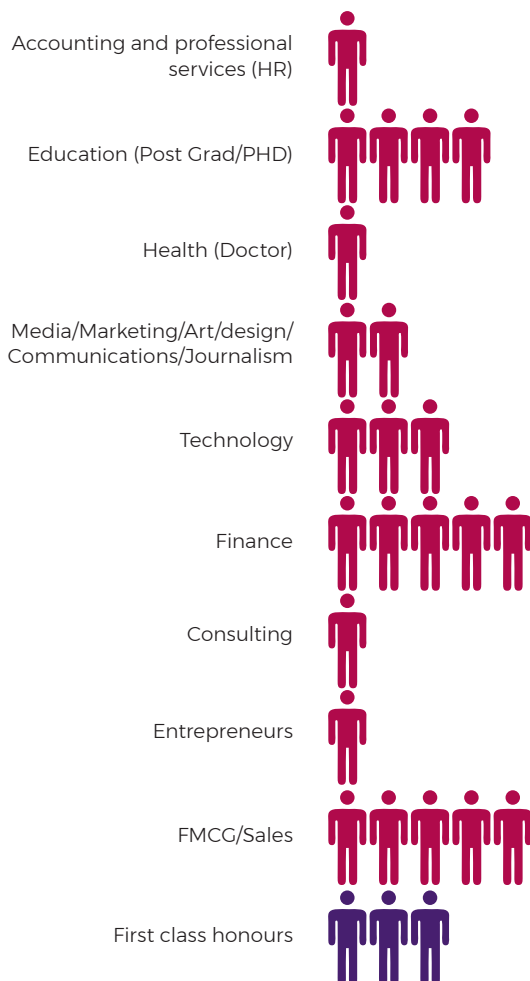 Accounting and professional
services (HR)
Education (Post Grad/PHD)
Health (Doctor)
Media/Marketing/Art/design/
Communications/Journalism
Technology
Finance
Consulting
Entrepreneurs
FMCG/Sales
First class honours